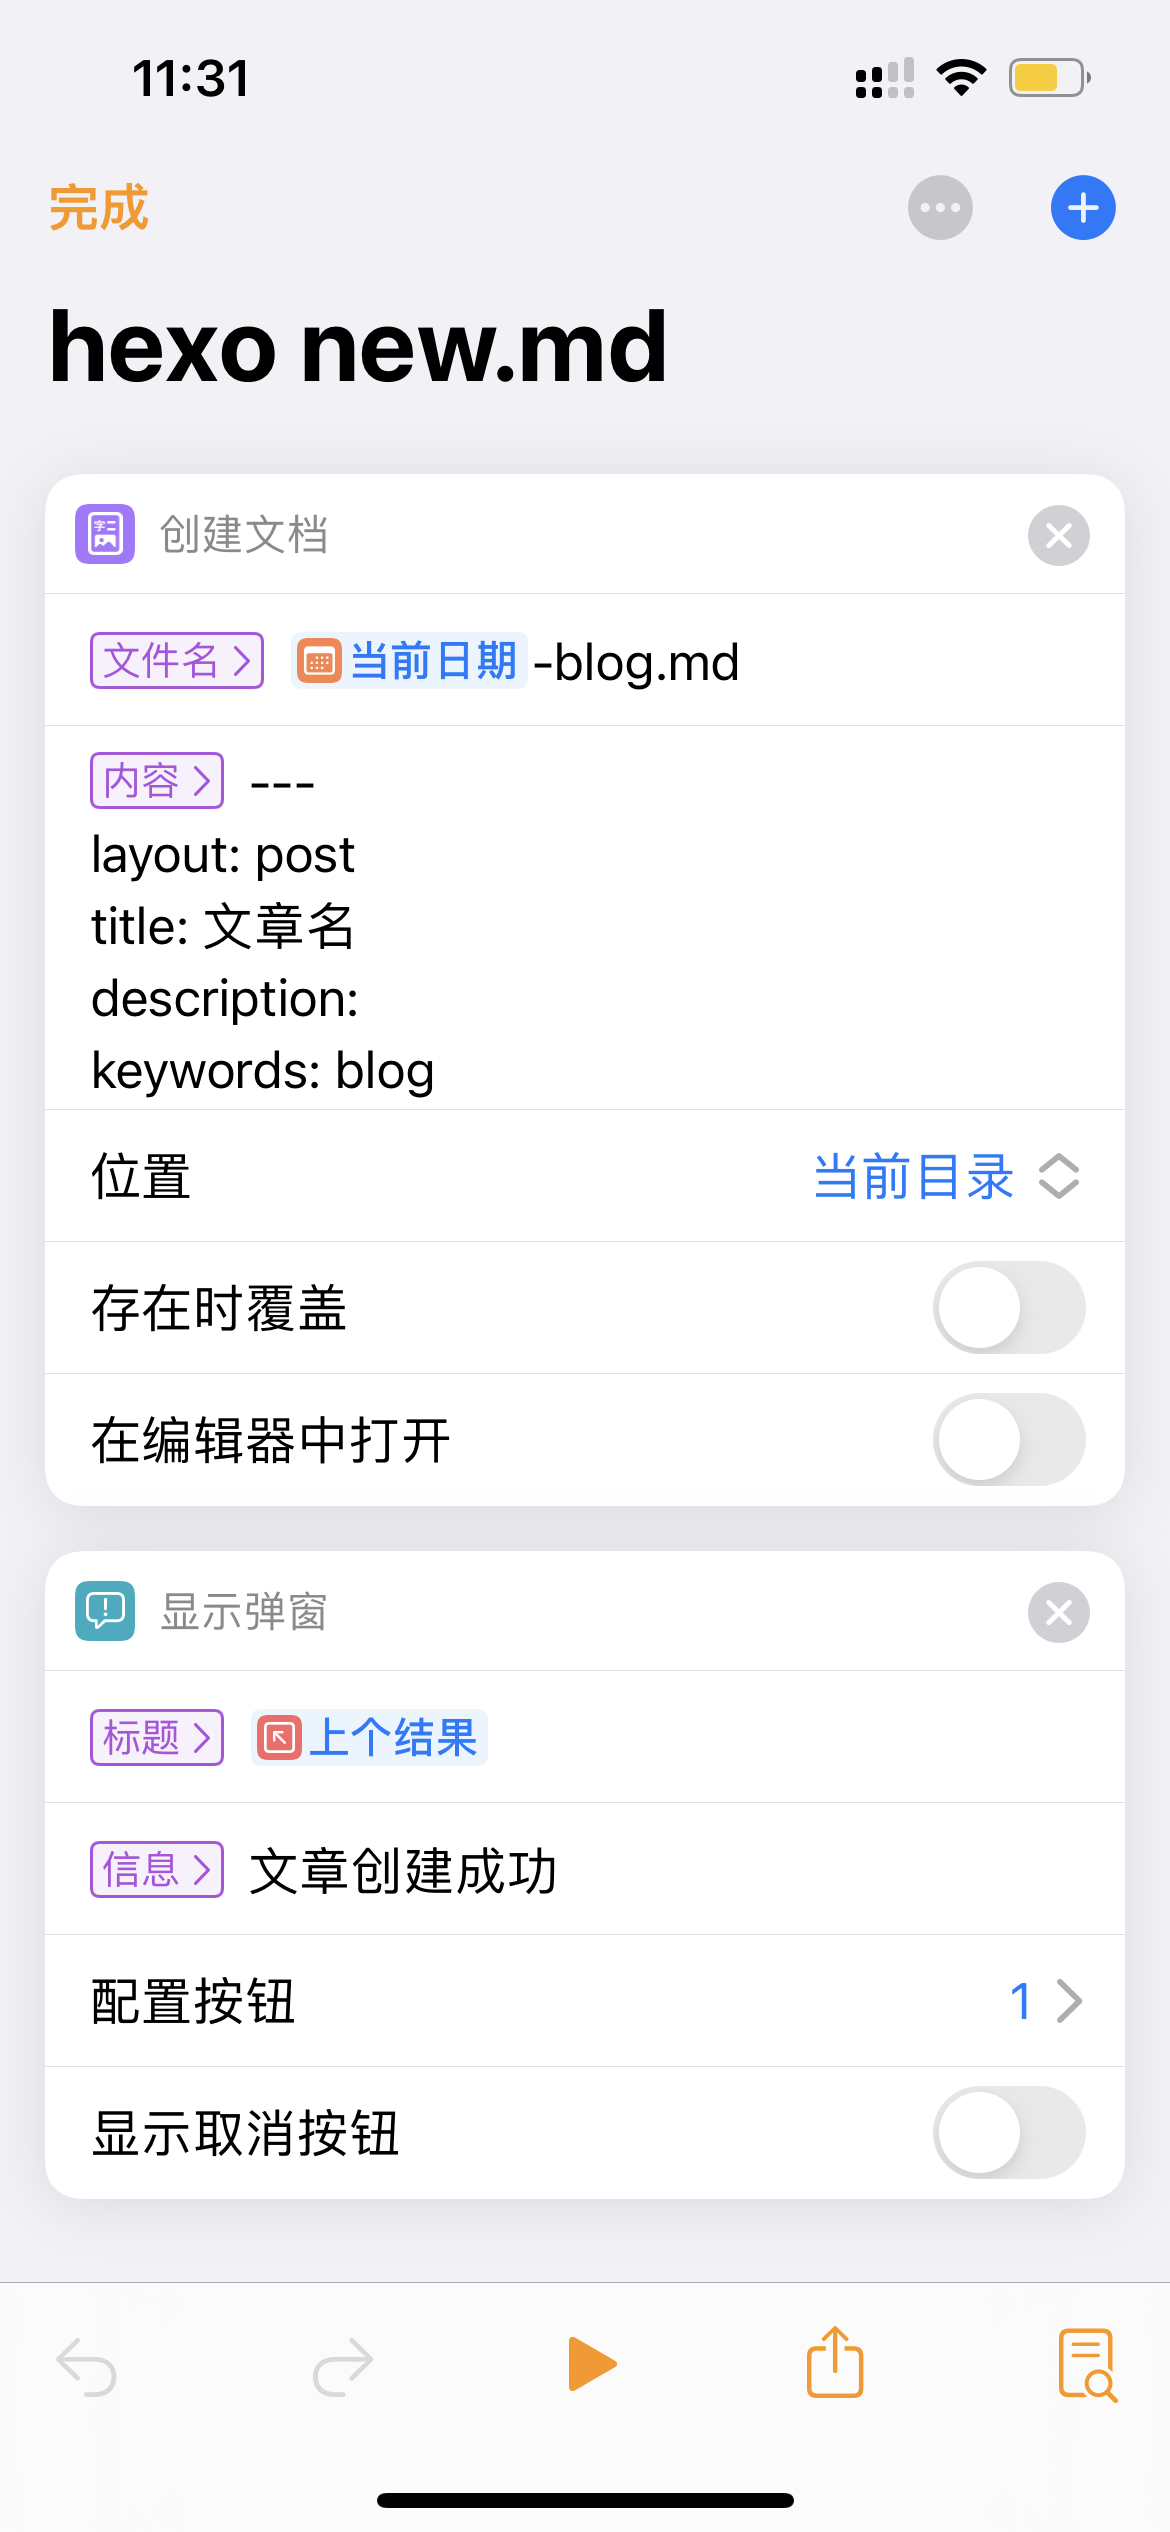 11:31
完成
hexo new.md
创建文档
文件名 当前日期 -blog.md
内容 ---
layout: post
title: 文章名
description:
keywords: blog
位置 当前目录
存在时覆盖
在编辑器中打开
显示弹窗
标题 上个结果
信息 文章创建成功
配置按钮 1
显示取消按钮